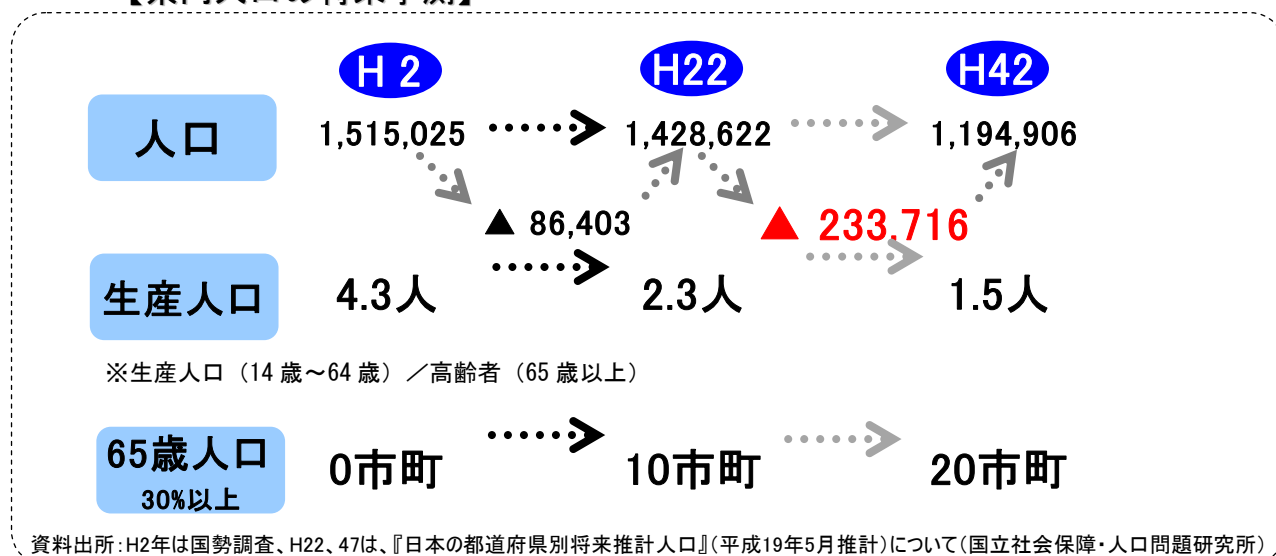 H 2 H22 H42
人口 1,515,025 1,428,622 1,194,906
▲ 86,403 ▲ 233,716
生産人口 4.3人 2.3人 1.5人
※生産人口（14 歳～64 歳）／高齢者（65 歳以上）
65歳人口 0市町 10市町 20市町
30%以上
資料出所：H2年は国勢調査、H22、47は、『日本の都道府県別将来推計人口』（平成19年5月推計）について（国立社会保障・人口問題研究所）